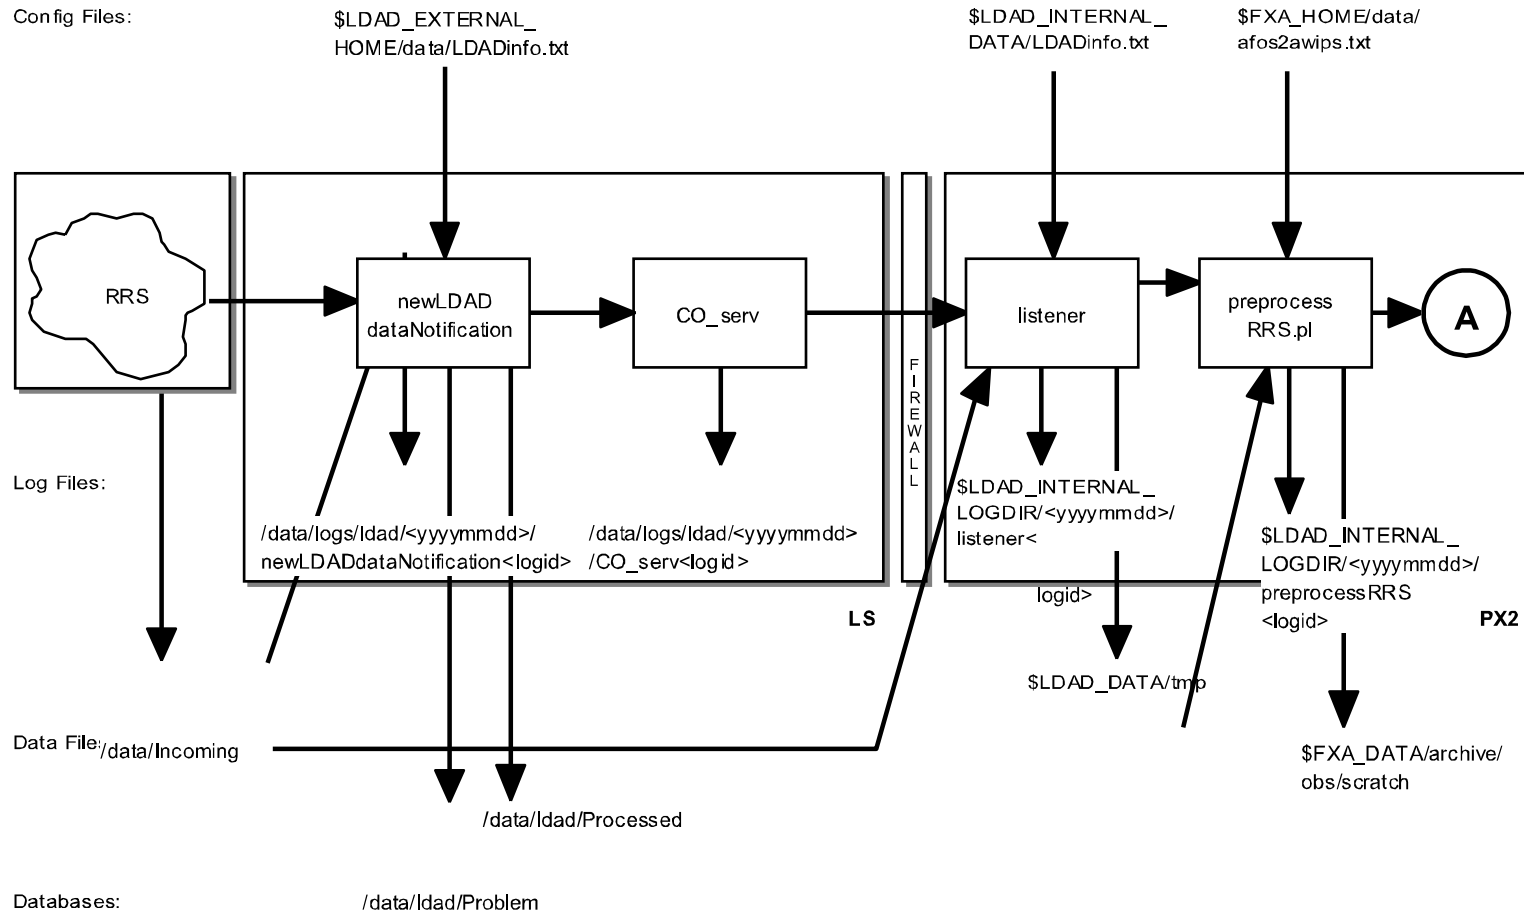 Config Files:
$LDAD_EXTERNAL_
HOME/data/LDADinfo.txt
$LDAD_INTERNAL_
DATA/LDADinfo.txt
$FXA_HOME/data/
afos2awips.txt
RRS
newLDAD
dataNotification
CO_serv
FIREWALL
listener
preprocess
RRS.pl
A
Log Files:
/data/logs/ldad/<yyyymmdd>/
newLDADdataNotification<logid>
/data/logs/ldad/<yyyymmdd>
/CO_serv<logid>
$LDAD_INTERNAL_
LOGDIR/<yyyymmdd>/
listener<
logid>
$LDAD_INTERNAL_
LOGDIR/<yyyymmdd>/
preprocessRRS
<logid>
LS
PX2
$LDAD_DATA/tmp
Data File
/data/Incoming
$FXA_DATA/archive/
obs/scratch
/data/ldad/Processed
Databases:
/data/ldad/Problem